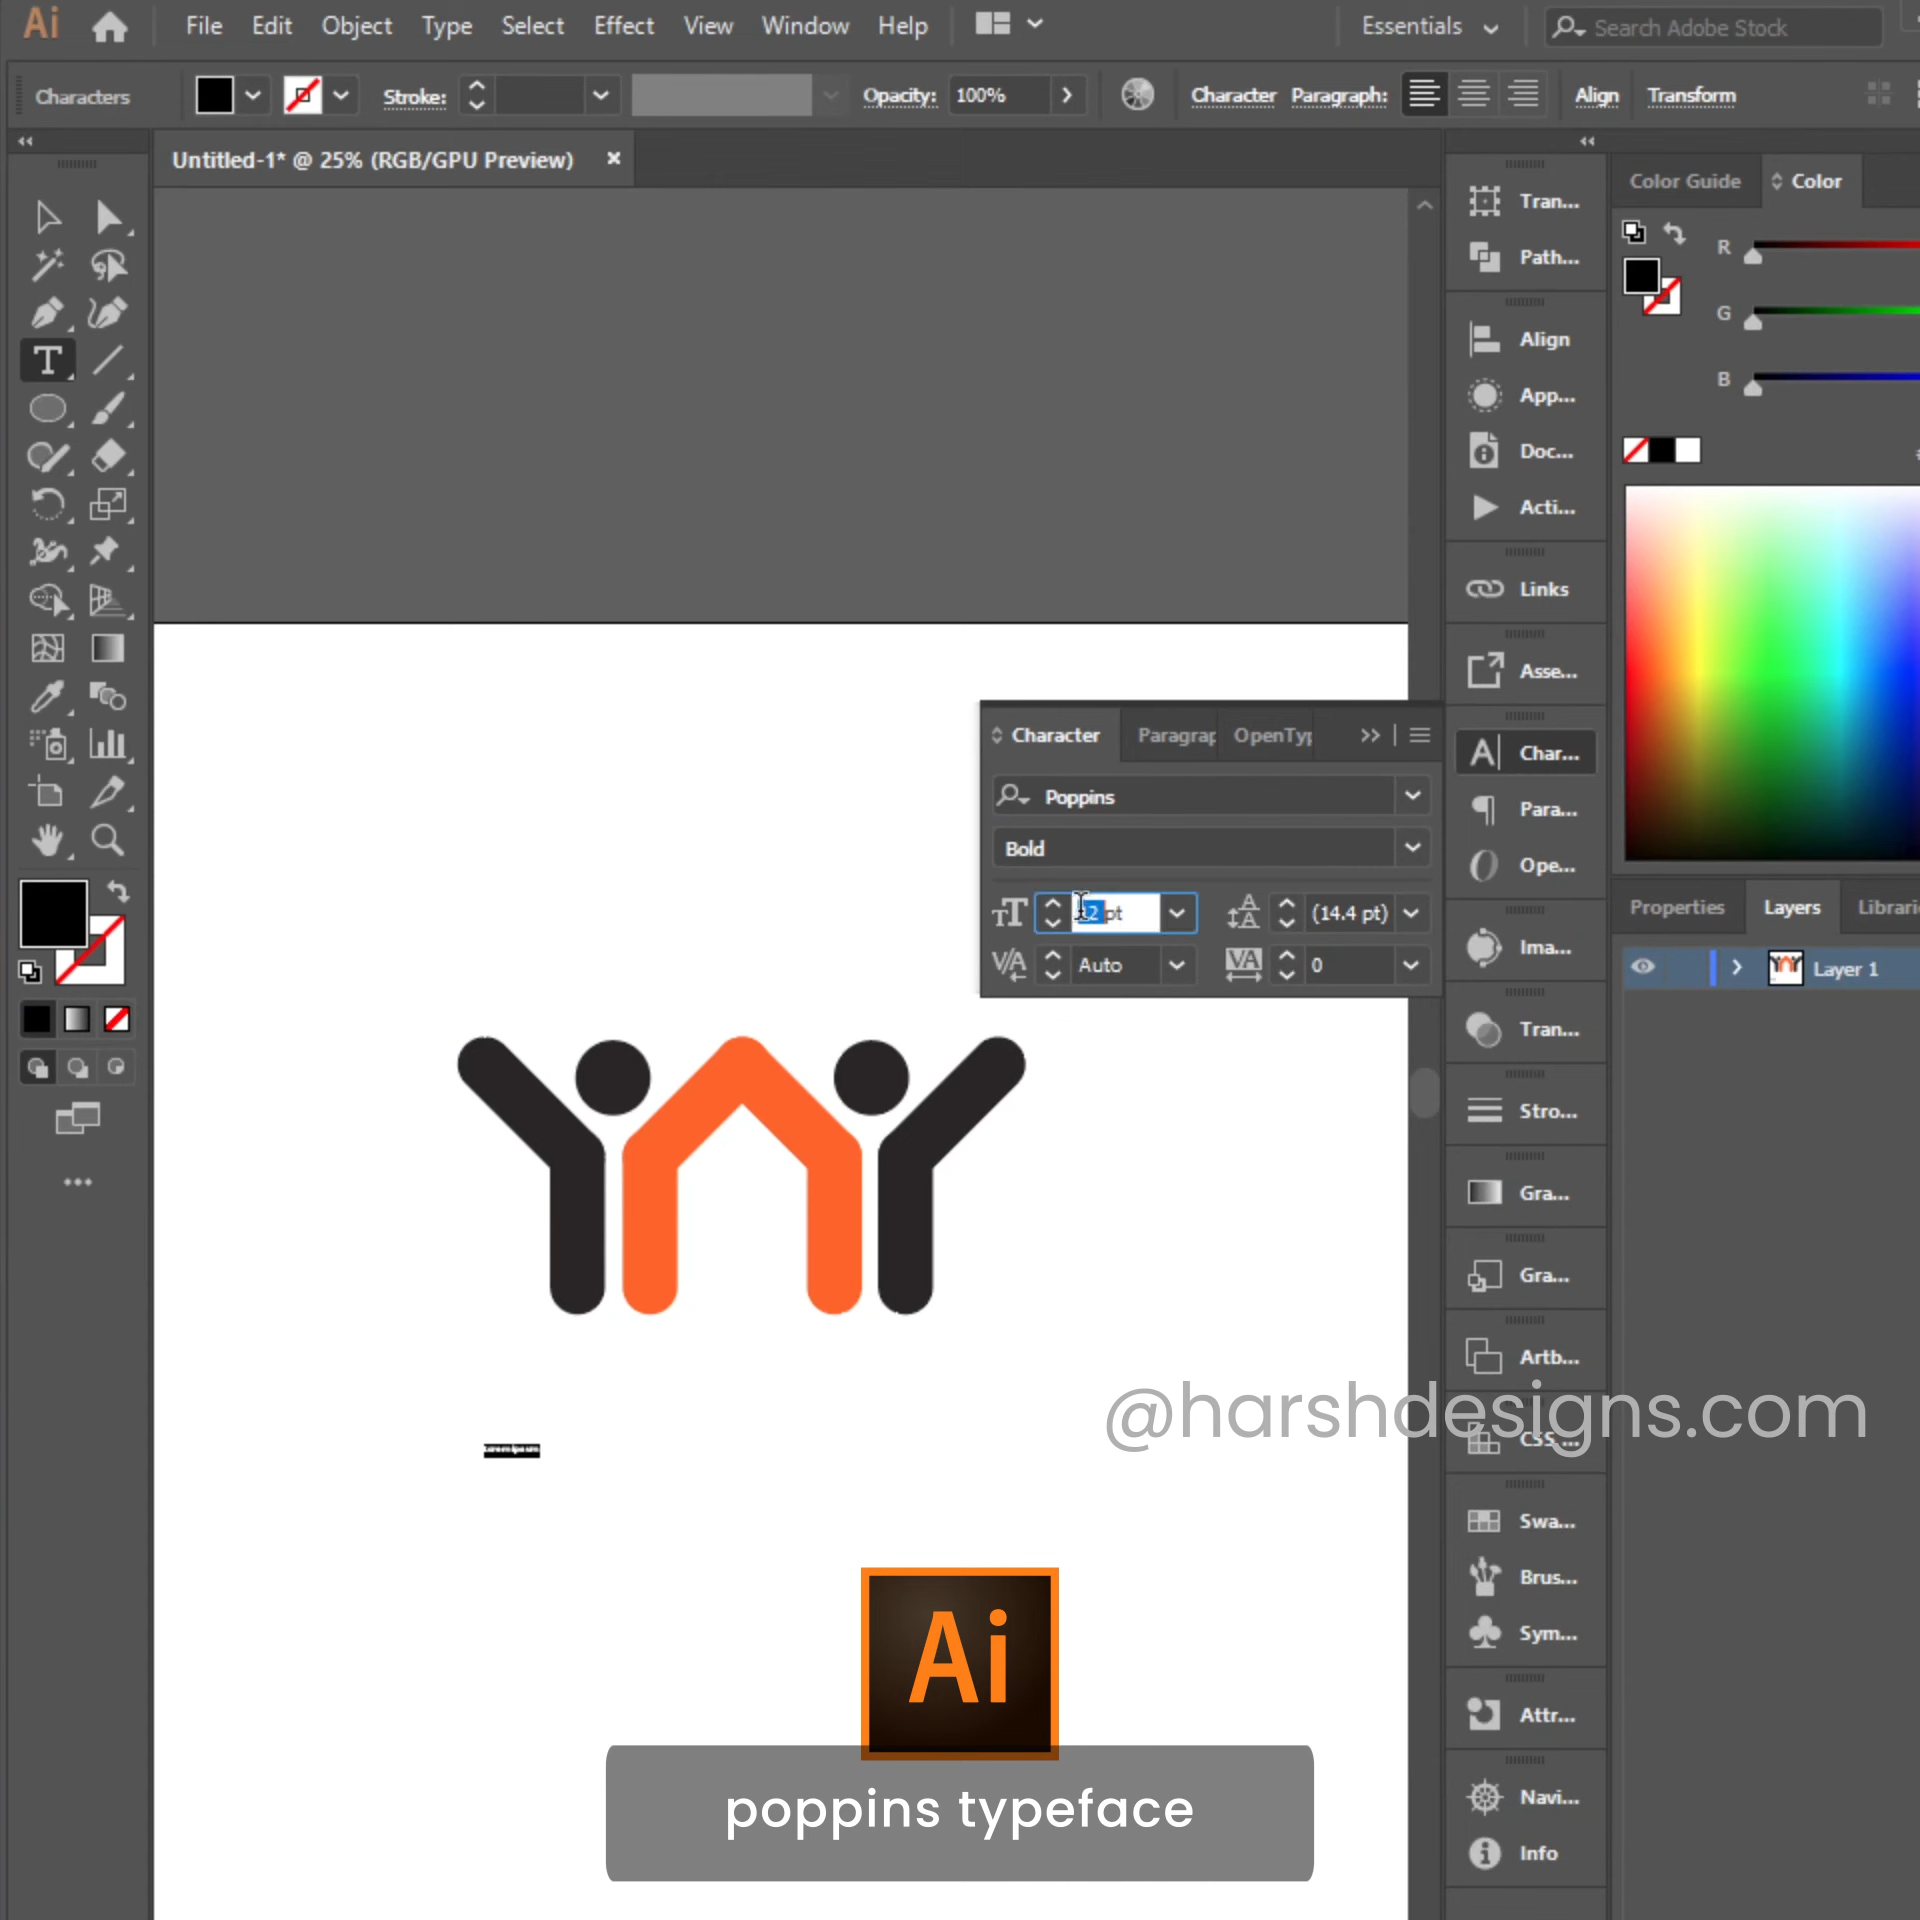 Ai File Edit Object Type Select Effect View Window Help Essentials Search Adobe Stock
Characters Stroke: Opacity: 100% Character Paragraph: Align Transform
Untitled-1* @ 25% (RGB/GPU Preview) ×
Color Guide Color
R
G
B
Tran...
Path...
Align
App...
Doc...
Acti...
Links
Asse...
Char...
Para...
Ope...
Ima...
Tran...
Stro...
Gra...
Gra...
Artb...
CSS ...
Swa...
Brus...
Sym...
Attr...
Navi...
Info
Character Paragrap OpenTyp
Poppins
Bold
12 pt (14.4 pt)
Auto 0
Properties Layers Librari
Layer 1
@harshdesigns.com
Ai
poppins typeface